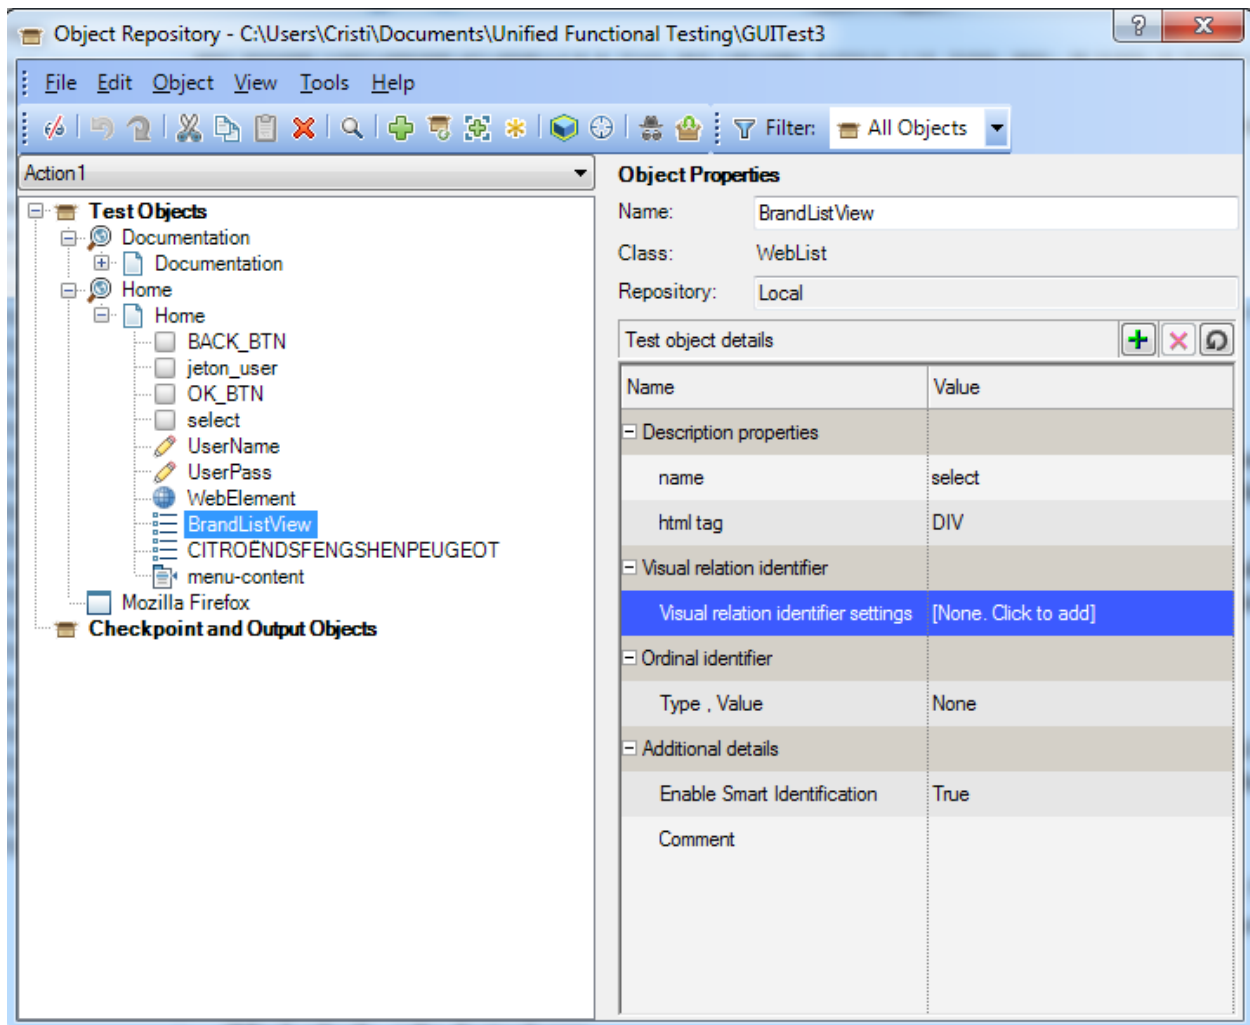 Object Repository - C:\Users\Cristi\Documents\Unified Functional Testing\GUITest3
File Edit Object View Tools Help
Filter: All Objects
Action1
Test Objects
Documentation
Documentation
Home
Home
BACK_BTN
jeton_user
OK_BTN
select
UserName
UserPass
WebElement
BrandListView
CITROËNDSFENGSHENPEUGEOT
menu-content
Mozilla Firefox
Checkpoint and Output Objects
Object Properties
Name: BrandListView
Class: WebList
Repository: Local
Test object details
Name Value
Description properties
name select
html tag DIV
Visual relation identifier
Visual relation identifier settings [None. Click to add]
Ordinal identifier
Type , Value None
Additional details
Enable Smart Identification True
Comment